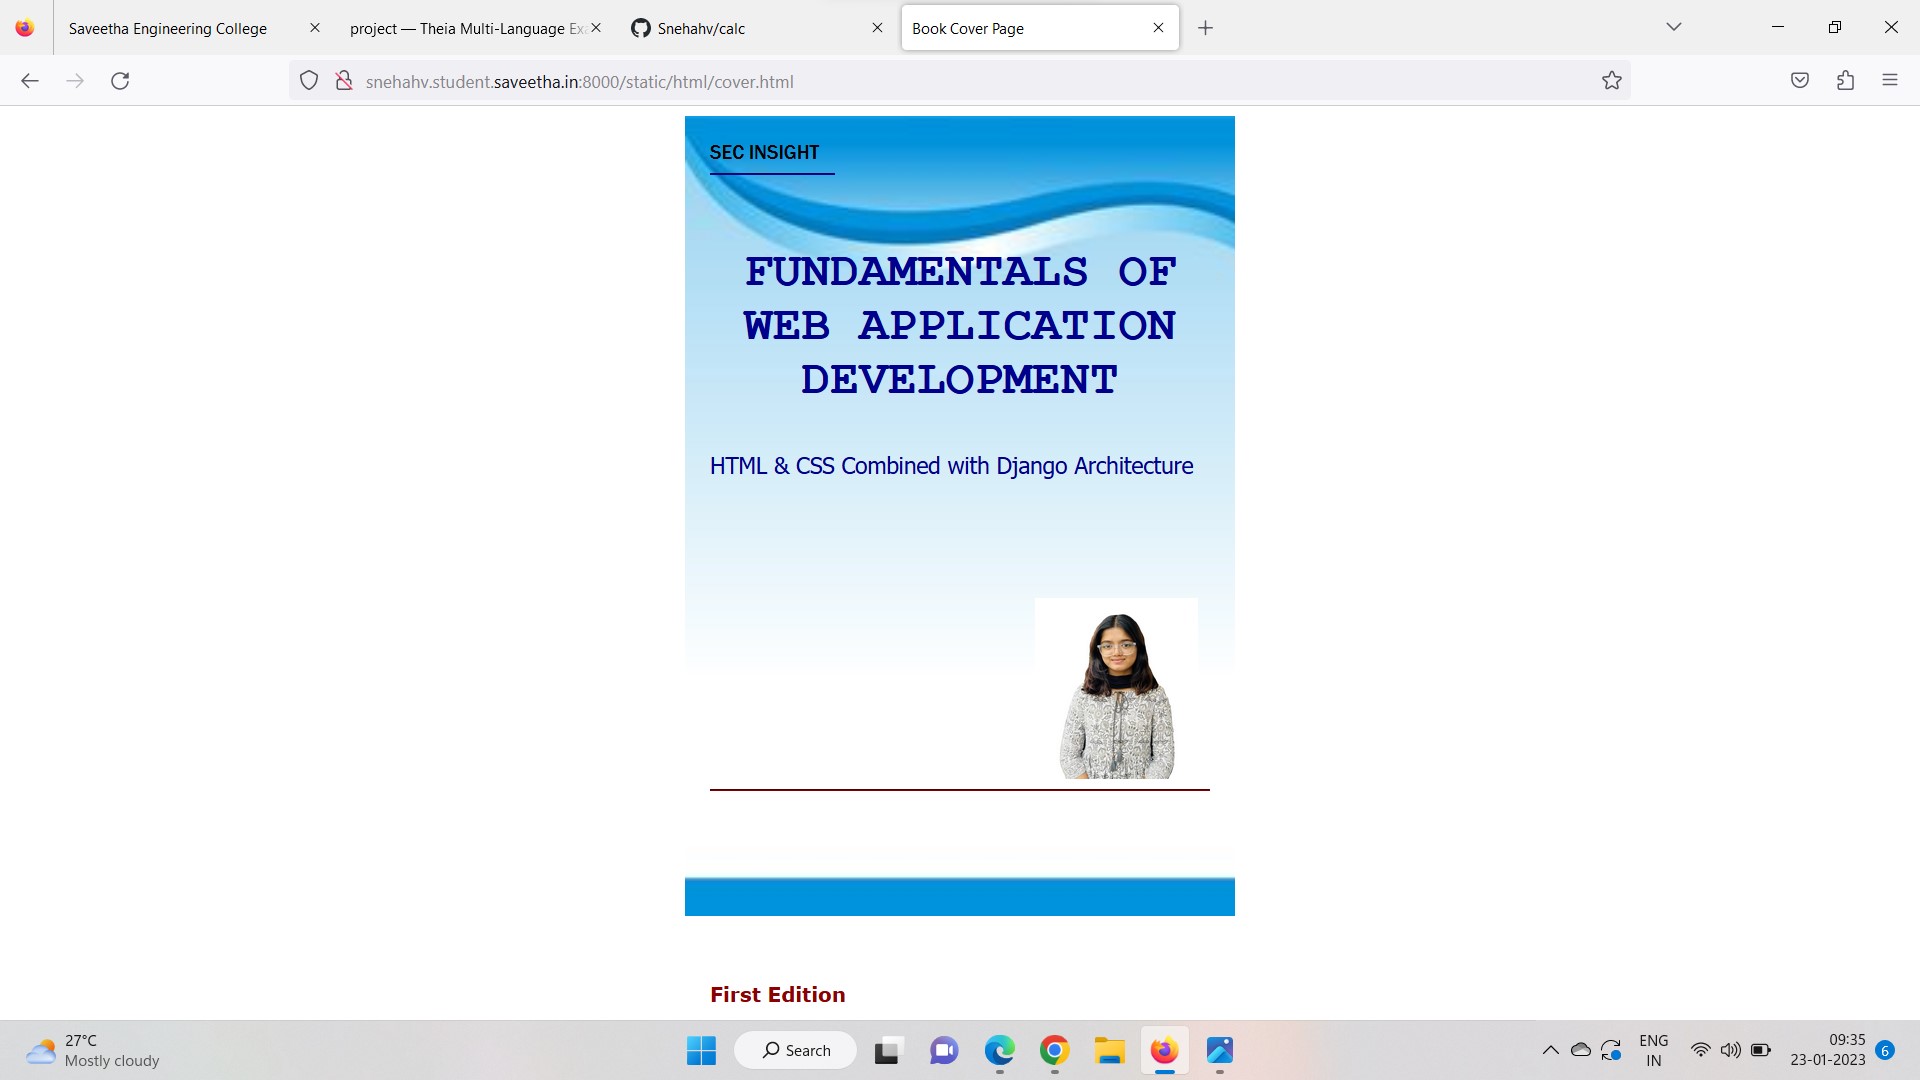 Saveetha Engineering College
project — Theia Multi-Language Exa
Snehahv/calc
Book Cover Page
snehahv.student.saveetha.in:8000/static/html/cover.html
SEC INSIGHT
FUNDAMENTALS OF
WEB APPLICATION
DEVELOPMENT
HTML & CSS Combined with Django Architecture
First Edition
27°C
Mostly cloudy
Search
ENG
IN
09:35
23-01-2023
6